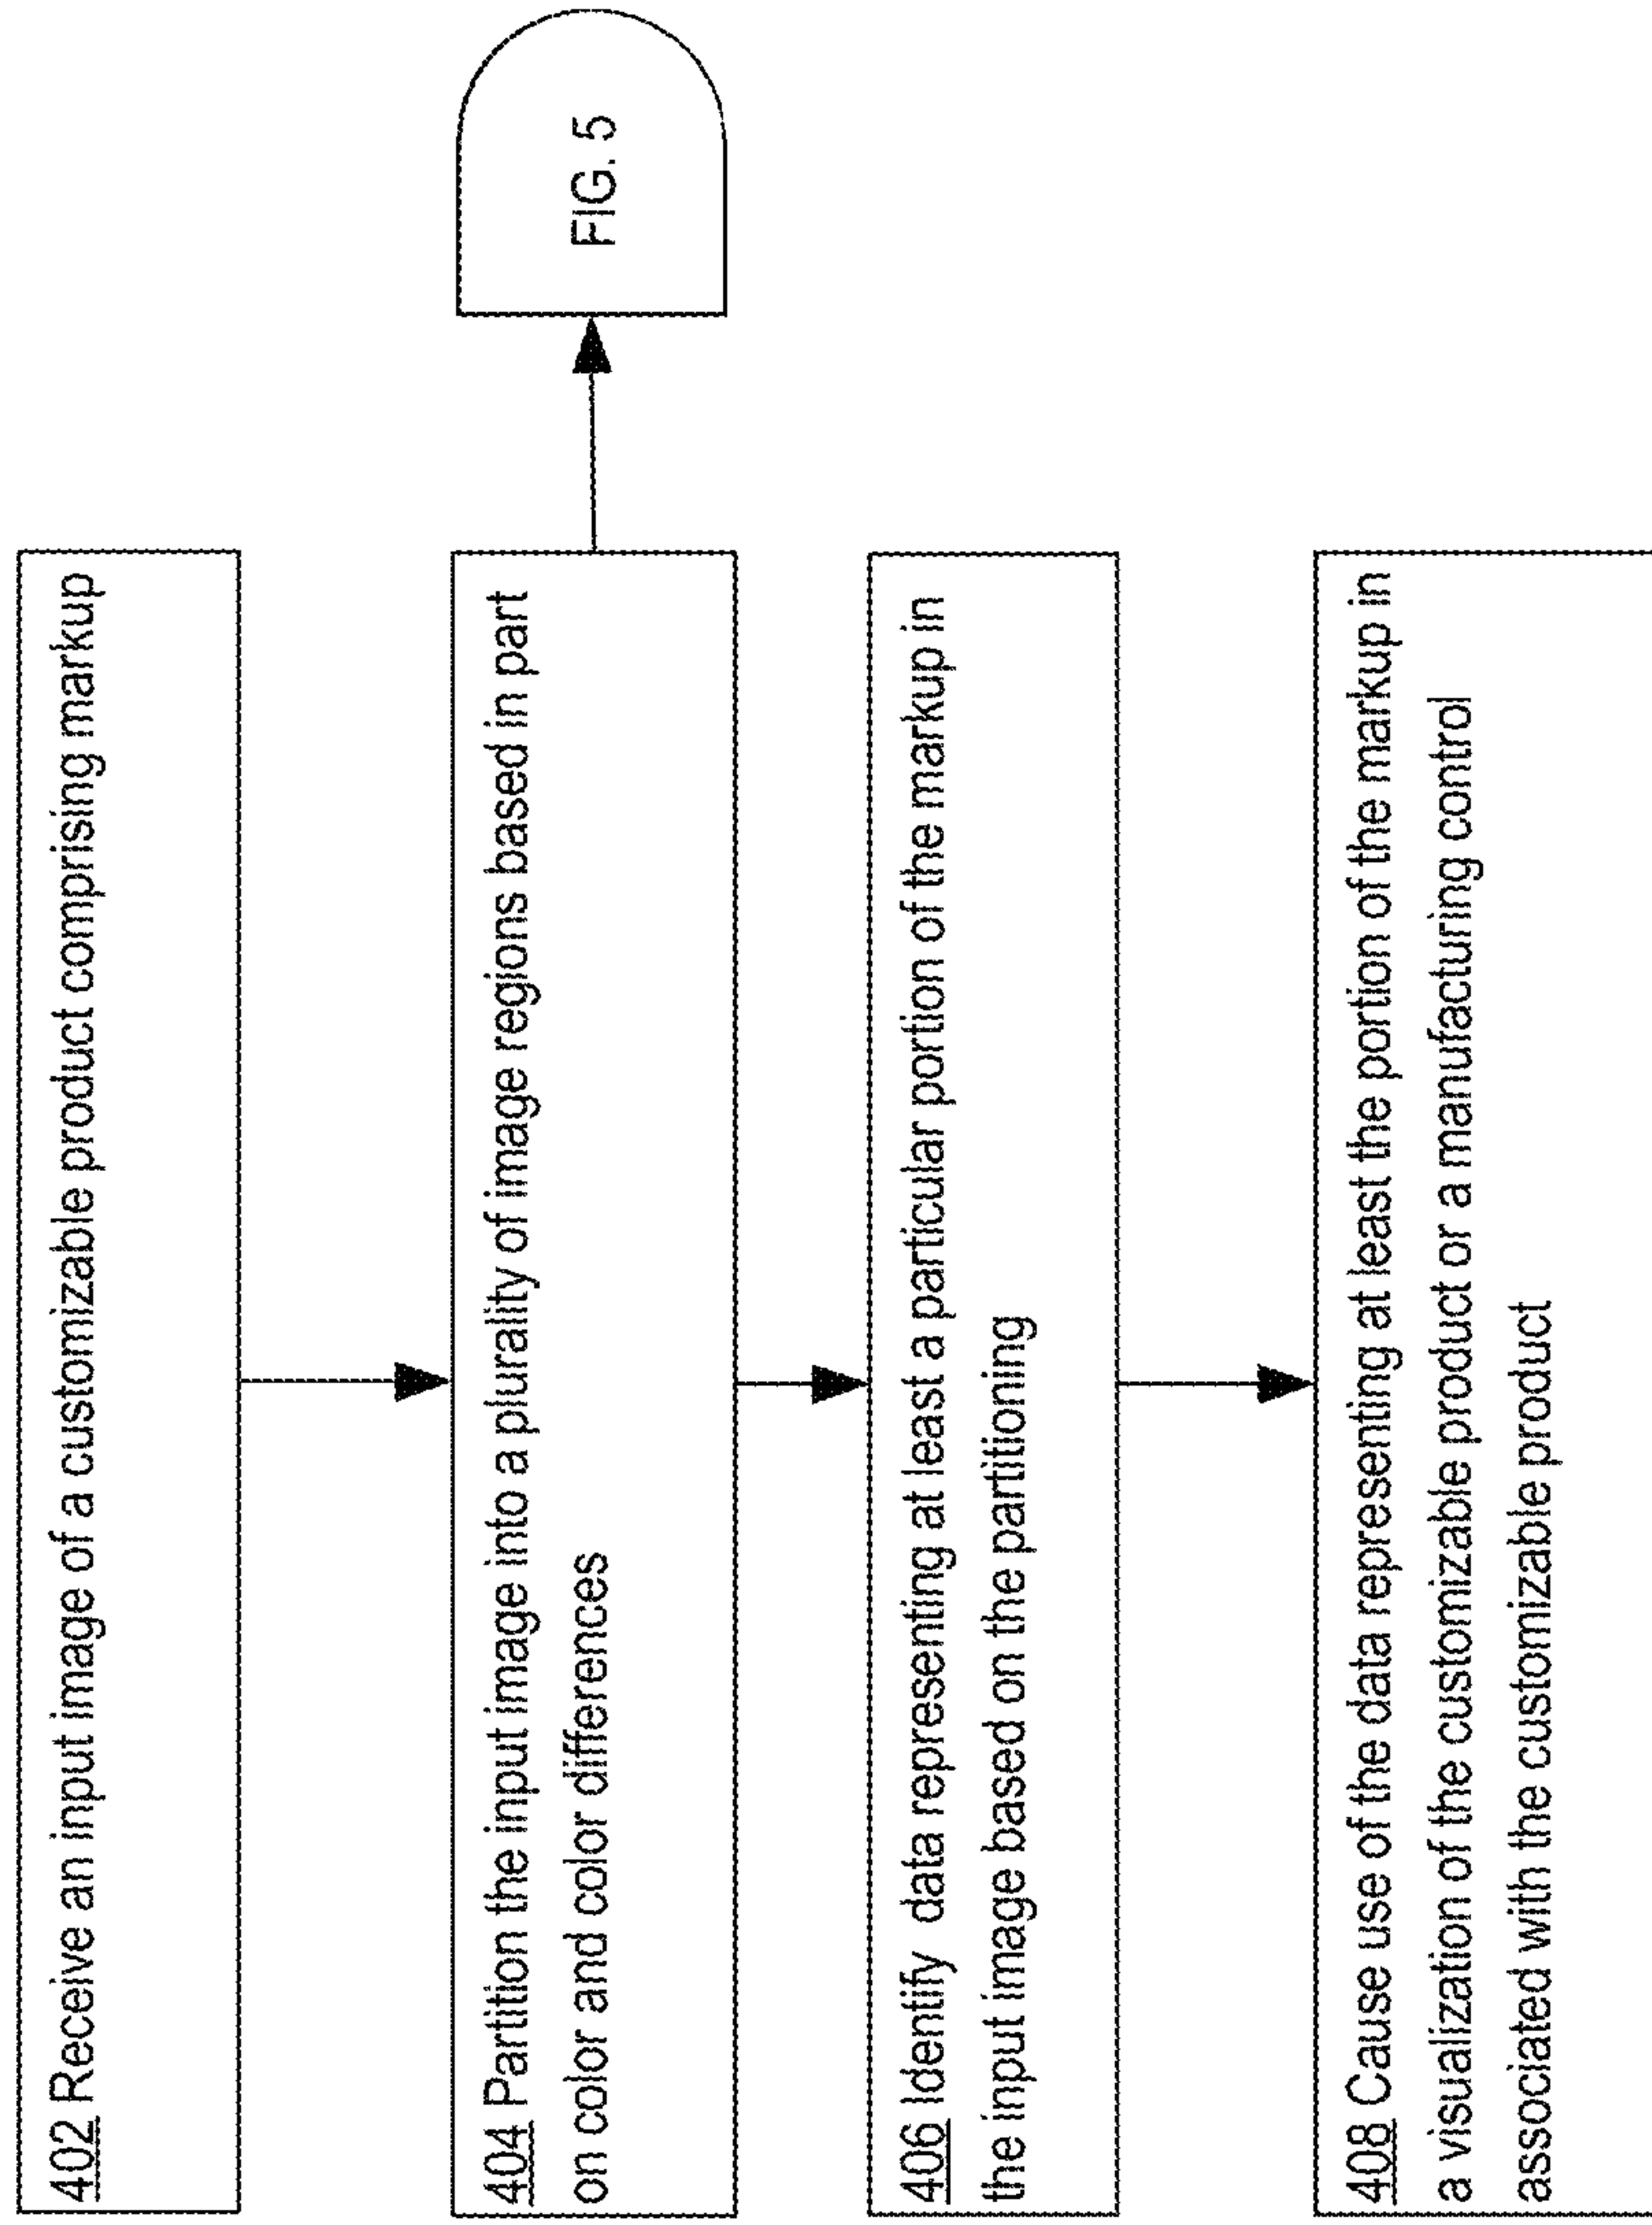 402 Receive an input image of a customizable product comprising markup
404 Partition the input image into a plurality of image regions based in part
on color and color differences
FIG. 5
406 Identify data representing at least a particular portion of the markup in
the input image based on the partitioning
408 Cause use of the data representing at least the portion of the markup in
a visualization of the customizable product or a manufacturing control
associated with the customizable product